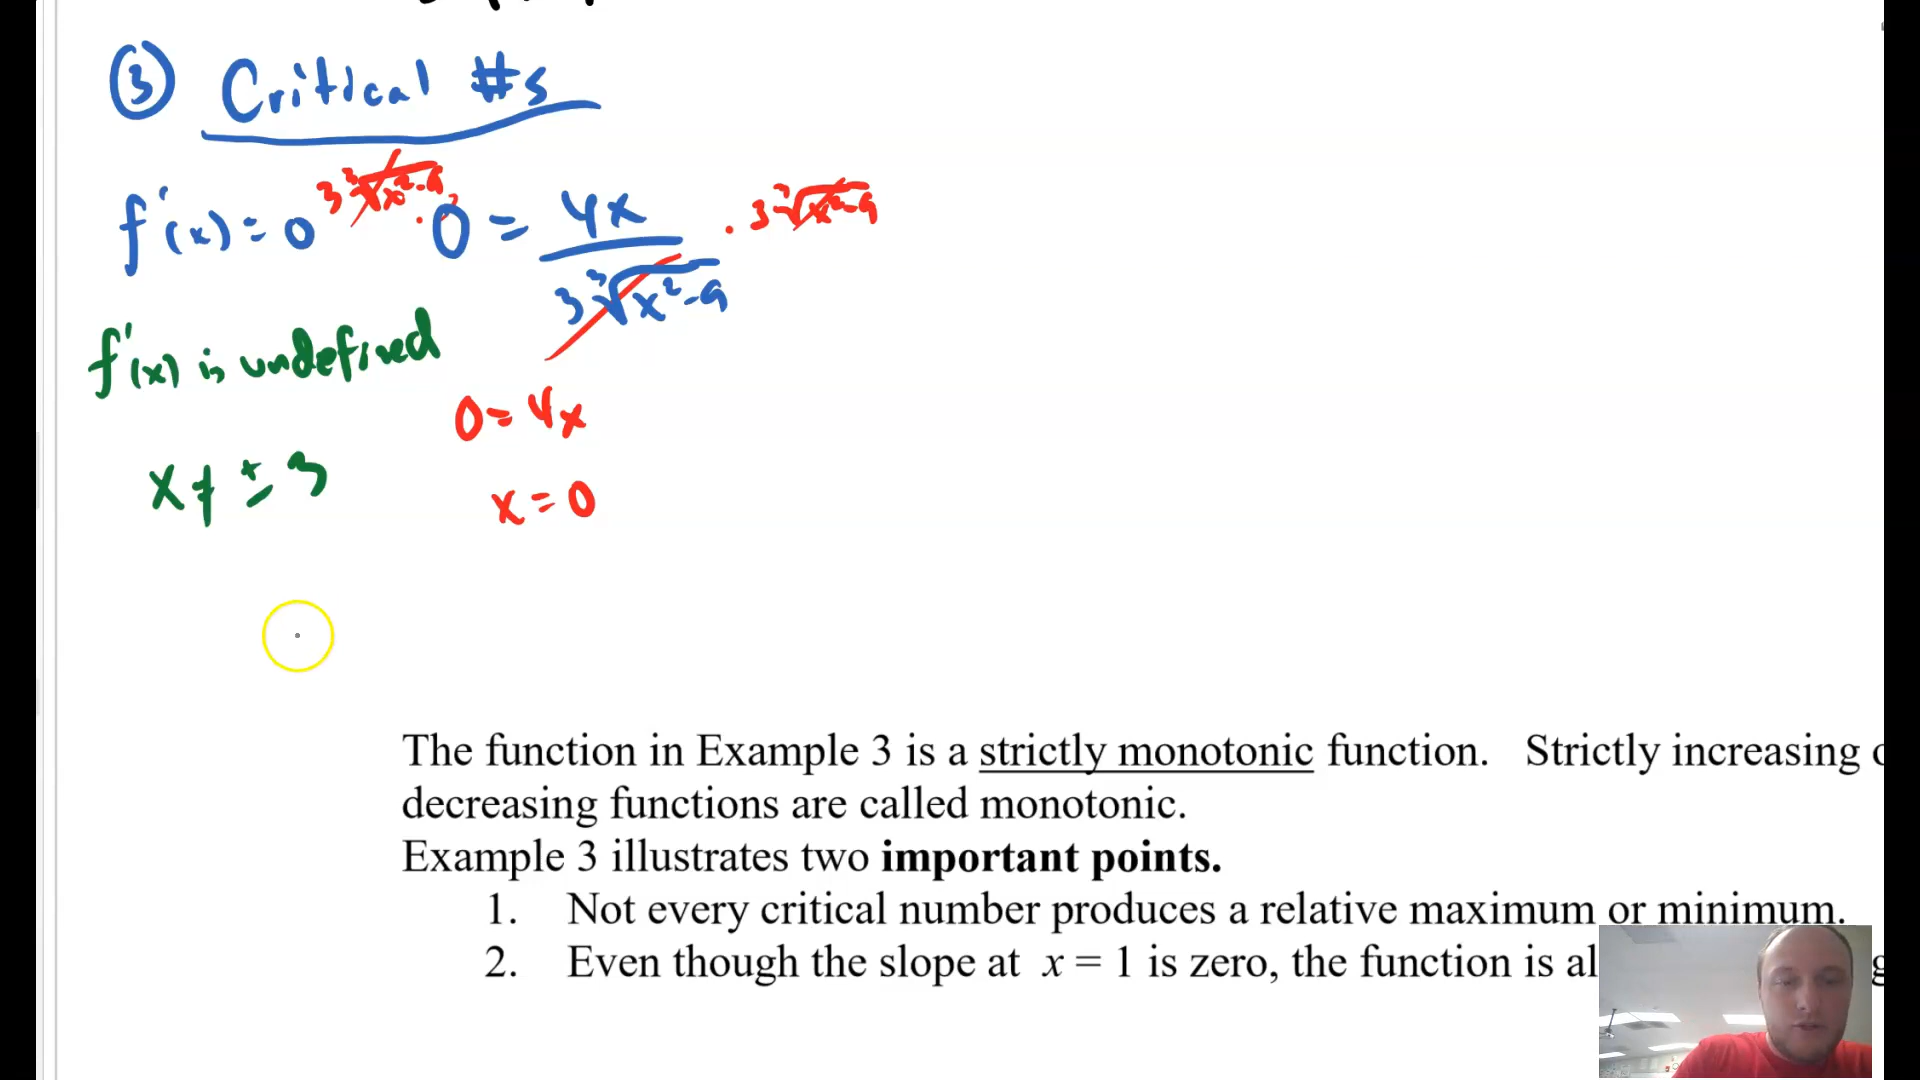 ③ Critical #s
f'(x) = 0 3∛(x²-9) · 0 = 4x / 3∛(x²-9) · 3∛(x²-9)
f'(x) is undefined
0 = 4x
x ≠ ± 3
x = 0
The function in Example 3 is a strictly monotonic function. Strictly increasing
decreasing functions are called monotonic.
Example 3 illustrates two important points.
1. Not every critical number produces a relative maximum or minimum.
2. Even though the slope at x = 1 is zero, the function is